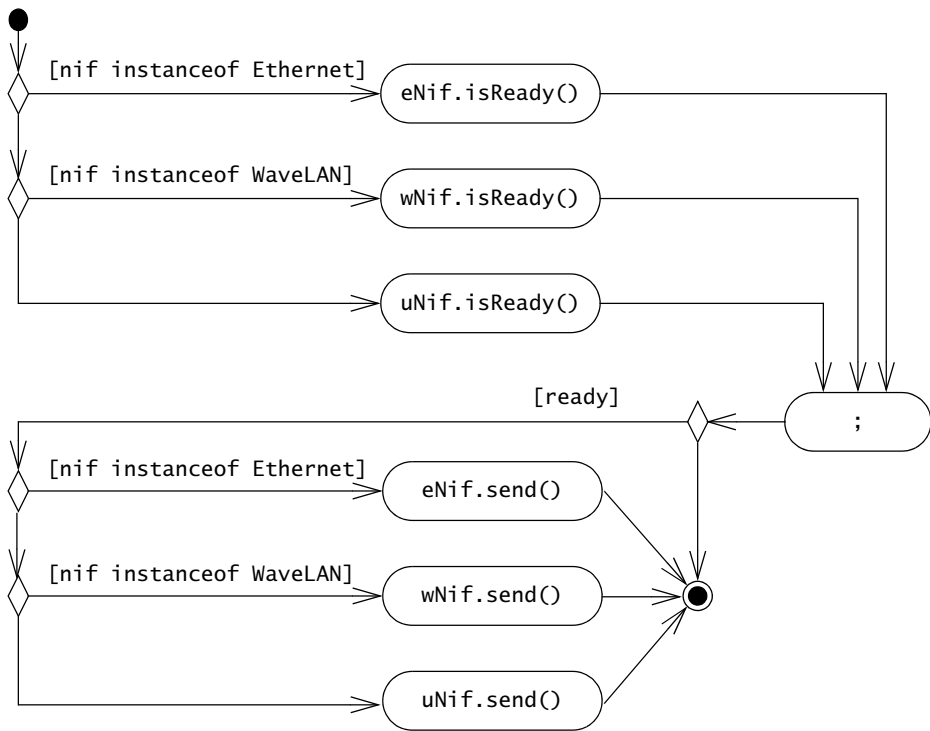 [nif instanceof Ethernet]
eNif.isReady()
[nif instanceof WaveLAN]
wNif.isReady()
uNif.isReady()
[ready]
;
[nif instanceof Ethernet]
eNif.send()
[nif instanceof WaveLAN]
wNif.send()
uNif.send()